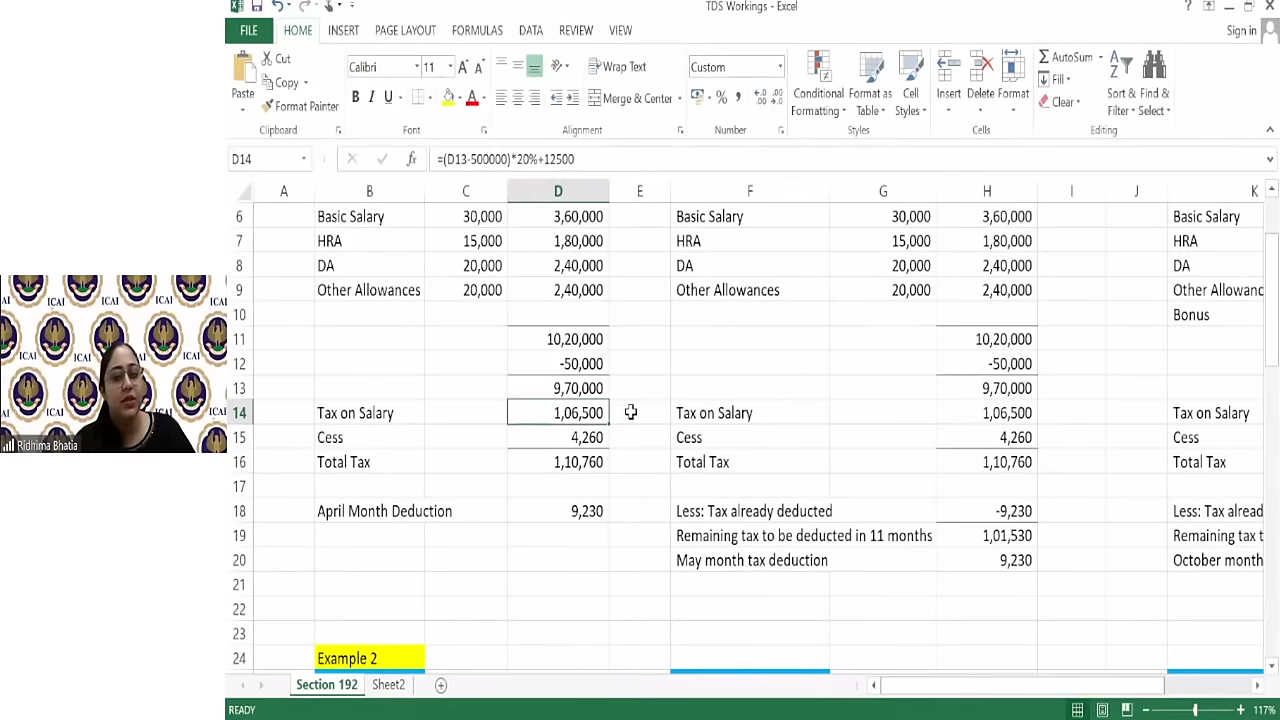 TDS Workings - Excel
Sign in
FILE HOME INSERT PAGE LAYOUT FORMULAS DATA REVIEW VIEW
Paste
Cut
Copy
Format Painter
Clipboard
Calibri 11
B I U
Font
Wrap Text
Merge & Center
Alignment
Custom
Number
Conditional Formatting
Format as Table
Cell Styles
Styles
Insert Delete Format
Cells
AutoSum
Fill
Clear
Sort & Filter
Find & Select
Editing
D14 fx =(D13-500000)*20%+12500
A B C D E F G H I J K
6 Basic Salary 30,000 3,60,000 Basic Salary 30,000 3,60,000 Basic Salary
7 HRA 15,000 1,80,000 HRA 15,000 1,80,000 HRA
8 DA 20,000 2,40,000 DA 20,000 2,40,000 DA
9 Other Allowances 20,000 2,40,000 Other Allowances 20,000 2,40,000 Other Allowanc
10 Bonus
11 10,20,000 10,20,000
12 -50,000 -50,000
13 9,70,000 9,70,000
14 Tax on Salary 1,06,500 Tax on Salary 1,06,500 Tax on Salary
15 Cess 4,260 Cess 4,260 Cess
16 Total Tax 1,10,760 Total Tax 1,10,760 Total Tax
17
18 April Month Deduction 9,230 Less: Tax already deducted -9,230 Less: Tax alread
19 Remaining tax to be deducted in 11 months 1,01,530 Remaining tax t
20 May month tax deduction 9,230 October month
21
22
23
24 Example 2
Section 192 Sheet2
READY 117%
ICAI ICAI ICAI
ICAI
ICAI
Ridhima Bhatia